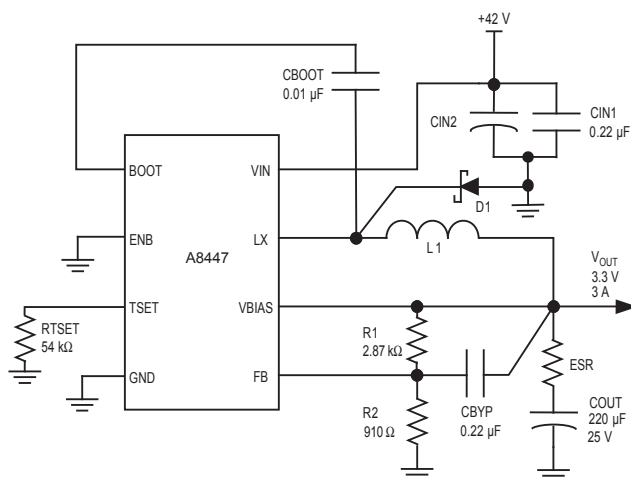 +42 V
CBOOT
0.01 µF
CIN2
CIN1
0.22 µF
BOOT
VIN
D1
ENB
A8447
LX
L1
VOUT
3.3 V
3 A
TSET
VBIAS
RTSET
54 kΩ
R1
2.87 kΩ
ESR
GND
FB
CBYP
0.22 µF
COUT
220 µF
25 V
R2
910 Ω